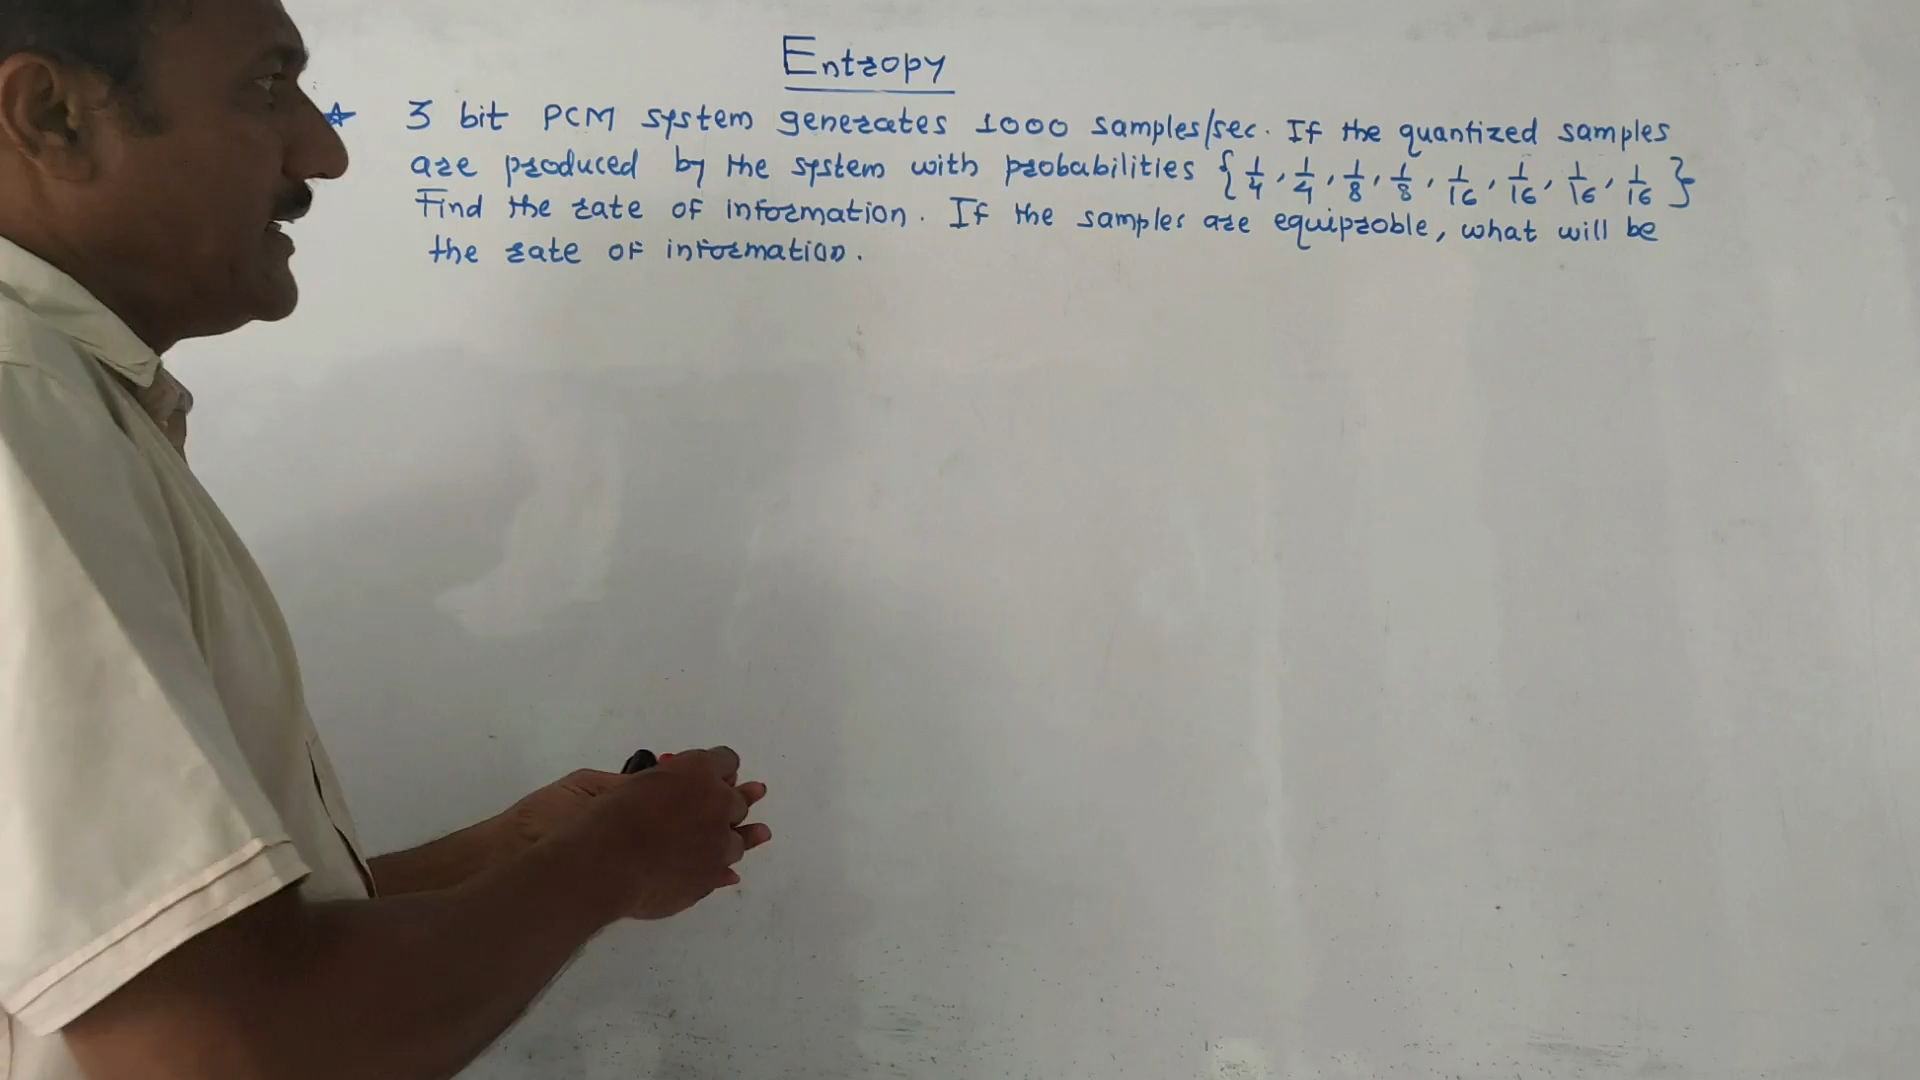 Entropy
☆ 3 bit PCM system generates 1000 samples/sec. If the quantized samples
are produced by the system with probabilities {1/4, 1/4, 1/8, 1/8, 1/16, 1/16, 1/16, 1/16}
Find the rate of information. If the samples are equiproble, what will be
the rate of information.